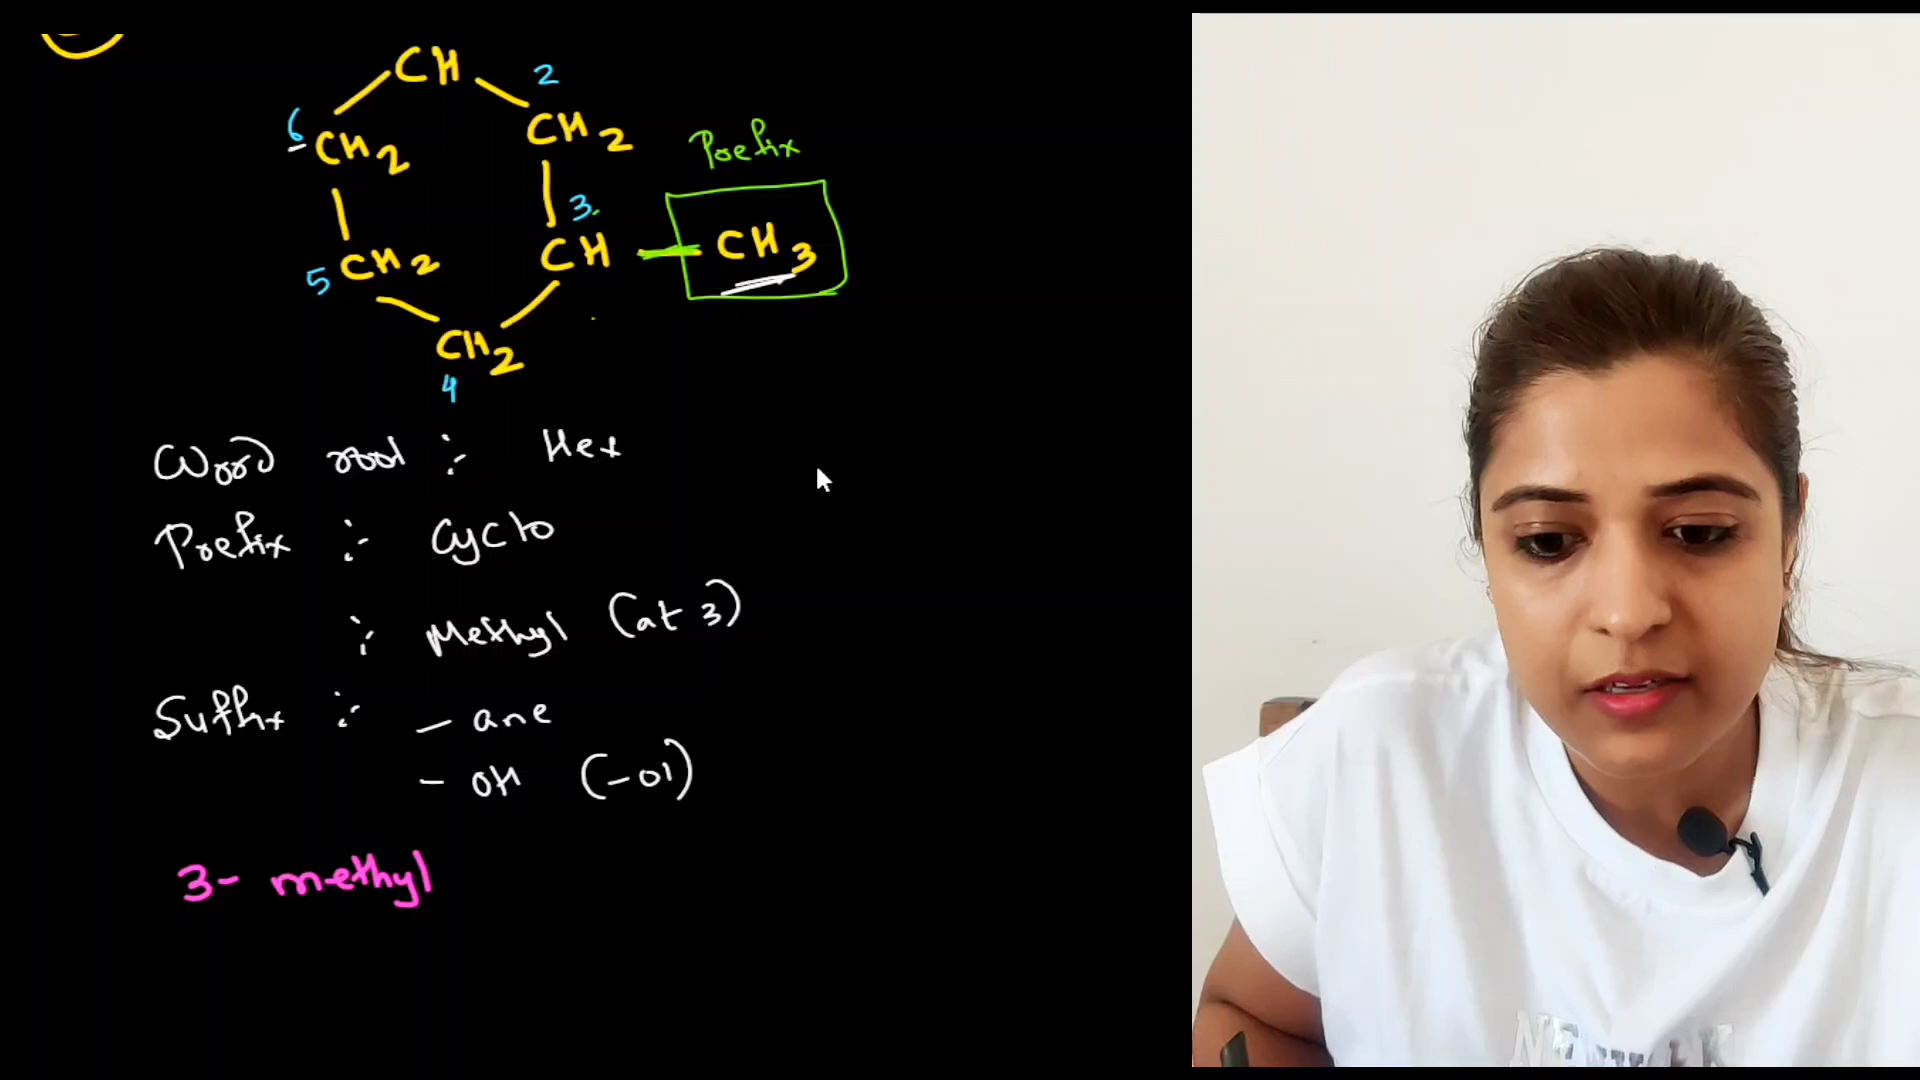 CH
2
6
CH2
CH2
Prefix
3.
CH
CH3
5
CH2
CH2
4
Word root :- Hex
Prefix :- Cyclo
:- Methyl (at 3)
Suffix :- - ane
- OH (-ol)
3- methyl